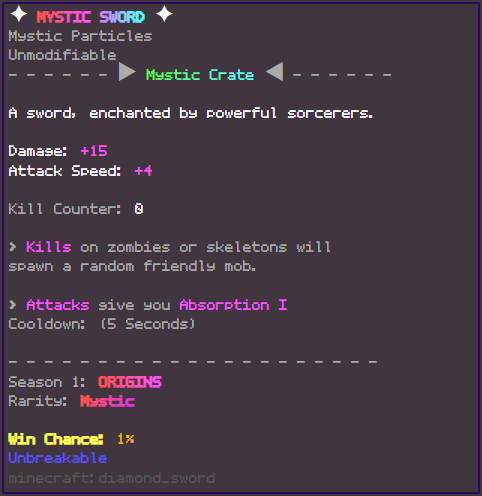 ✦ MYSTIC SWORD ✦
Mystic Particles
Unmodifiable
- - - - - - ▶ Mystic Crate ◀ - - - - - -
A sword, enchanted by powerful sorcerers.
Damage: +15
Attack Speed: +4
Kill Counter: 0
> Kills on zombies or skeletons will
spawn a random friendly mob.
> Attacks give you Absorption I
Cooldown: (5 Seconds)
- - - - - - - - - - - - - - - - - - - - - -
Season 1: ORIGINS
Rarity: Mystic
Win Chance: 1%
Unbreakable
minecraft:diamond_sword